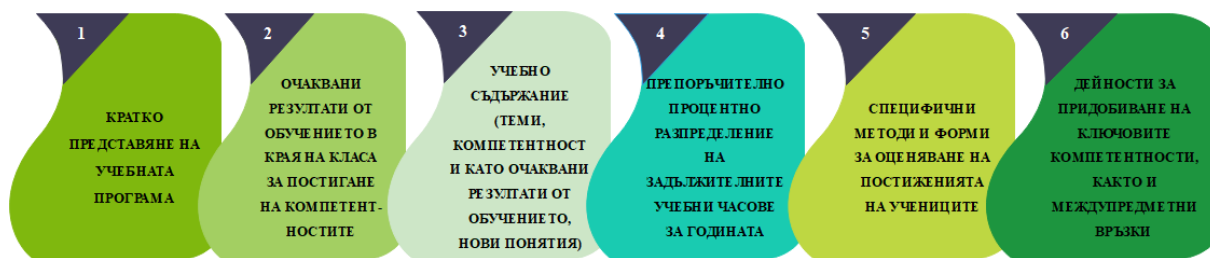 1
КРАТКО
ПРЕДСТАВЯНЕ НА
УЧЕБНАТА
ПРОГРАМА
2
ОЧАКВАНИ
РЕЗУЛТАТИ ОТ
ОБУЧЕНИЕТО В
КРАЯ НА КЛАСА
ЗА ПОСТИГАНЕ
НА КОМПЕТЕНТ-
НОСТИТЕ
3
УЧЕБНО
СЪДЪРЖАНИЕ
(ТЕМИ,
КОМПЕТЕНТНОСТ
И КАТО ОЧАКВАНИ
РЕЗУЛТАТИ ОТ
ОБУЧЕНИЕТО,
НОВИ ПОНЯТИЯ)
4
ПРЕПОРЪЧИТЕЛНО
ПРОЦЕНТНО
РАЗПРЕДЕЛЕНИЕ
НА
ЗАДЪЛЖИТЕЛНИТЕ
УЧЕБНИ ЧАСОВЕ
ЗА ГОДИНАТА
5
СПЕЦИФИЧНИ
МЕТОДИ И ФОРМИ
ЗА ОЦЕНЯВАНЕ НА
ПОСТИЖЕНИЯТА
НА УЧЕНИЦИТЕ
6
ДЕЙНОСТИ ЗА
ПРИДОБИВАНЕ НА
КЛЮЧОВИТЕ
КОМПЕТЕНТНОСТИ,
КАКТО И
МЕЖДУПРЕДМЕТНИ
ВРЪЗКИ